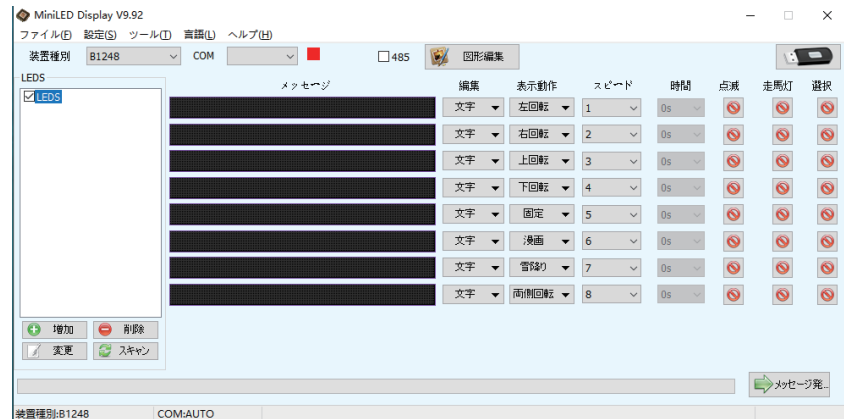 MiniLED Display V9.92
ファイル(F) 設定(S) ツール(T) 言語(L) ヘルプ(H)
装置種別 B1248 COM 485 図形編集
LEDS メッセージ 編集 表示動作 スピード 時間 点滅 走馬灯 選択
LEDS
文字 左回転 1 0s
文字 右回転 2 0s
文字 上回転 3 0s
文字 下回転 4 0s
文字 固定 5 0s
文字 漫画 6 0s
文字 雪降り 7 0s
文字 両側回転 8 0s
増加 削除
変更 スキャン
メッセージ発...
装置種別:B1248 COM:AUTO